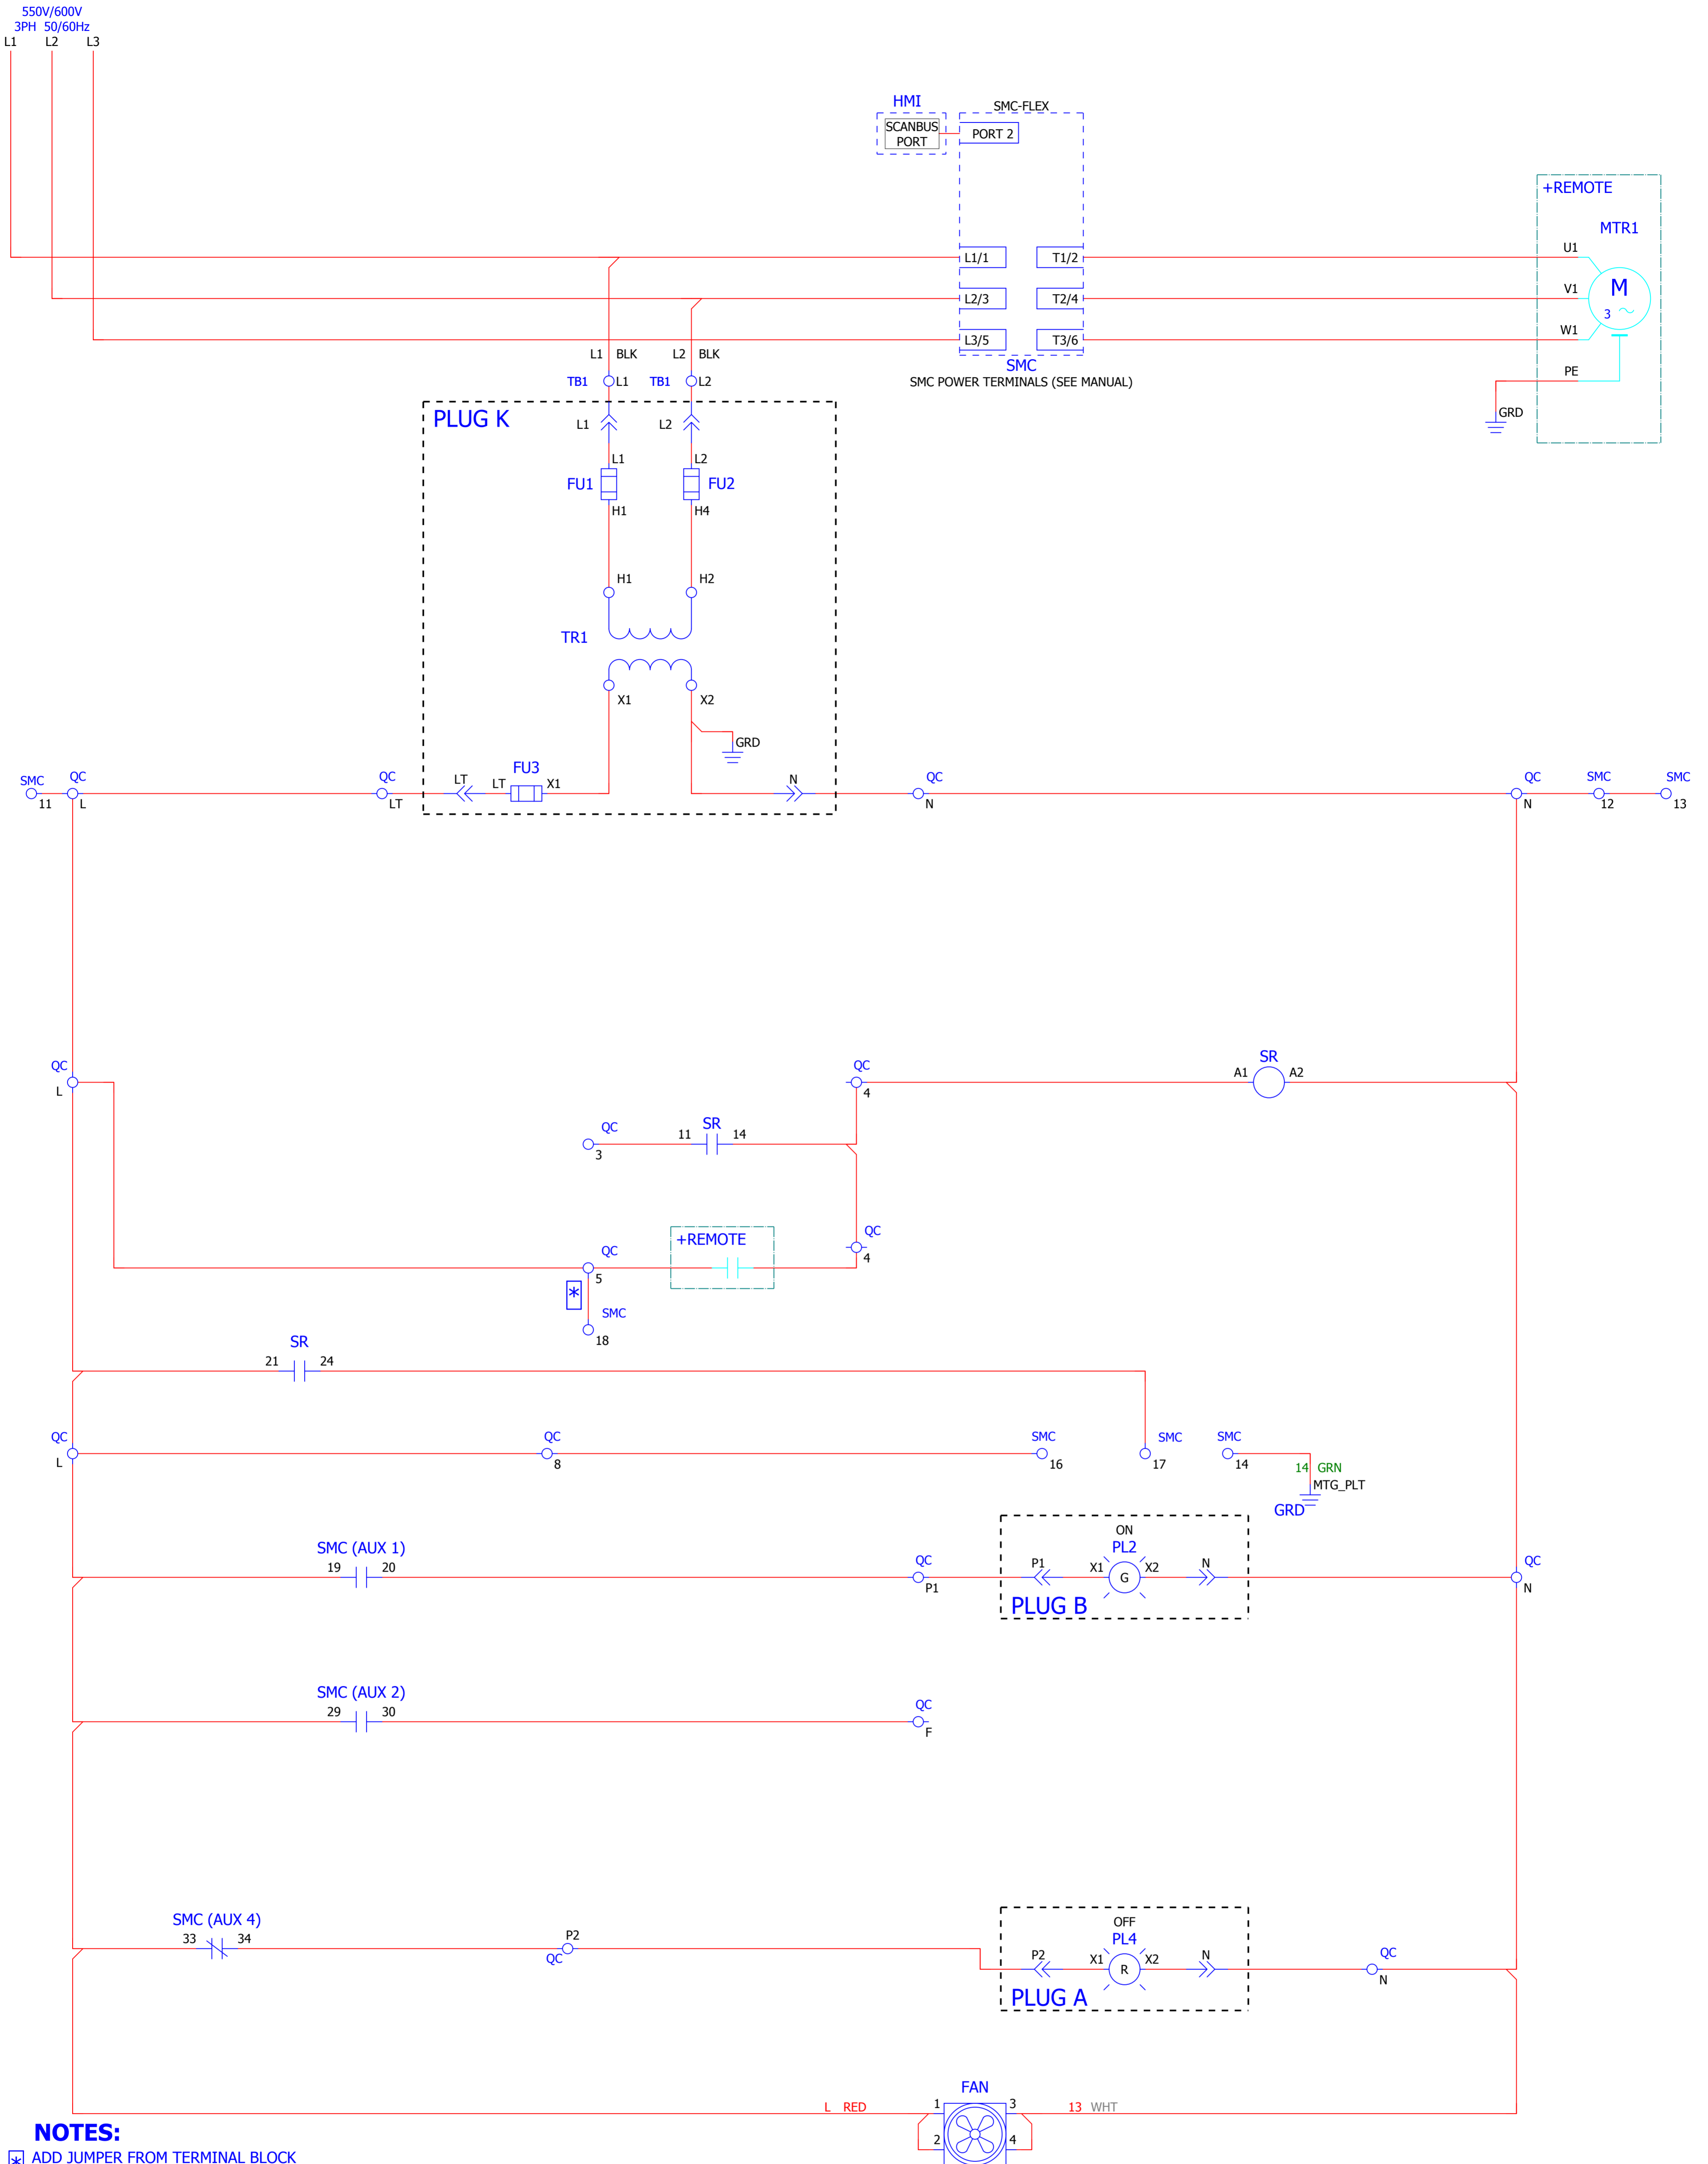 550V/600V
3PH 50/60Hz
L1 L2 L3
HMI
SMC-FLEX
SCANBUS
PORT
PORT 2
+REMOTE
MTR1
L1/1 T1/2 U1
L2/3 T2/4 V1
M
3
L3/5 T3/6 W1
SMC
SMC POWER TERMINALS (SEE MANUAL)
PE
GRD
L1 BLK L2 BLK
TB1 L1 TB1 L2
PLUG K
L1 L2
L1 L2
FU1 FU2
H1 H4
H1 H2
TR1
X1 X2
GRD
SMC QC QC LT LT FU3 X1 N QC QC SMC SMC
11 L LT N N 12 13
QC QC SR
L 4 A1 A2
QC 11 SR 14
3
+REMOTE
QC
4
QC
5
*
SMC
18
SR
21 24
QC QC SMC SMC SMC
L 8 16 17 14
14 GRN
MTG_PLT
GRD
SMC (AUX 1)
19 20
QC
P1
ON
PL2
P1 X1 G X2 N
PLUG B
QC
N
SMC (AUX 2)
29 30
QC
F
SMC (AUX 4)
33 34
P2
QC
OFF
PL4
P2 X1 R X2 N
PLUG A
QC
N
FAN
L RED 1 3 13 WHT
2 4
NOTES:
* ADD JUMPER FROM TERMINAL BLOCK